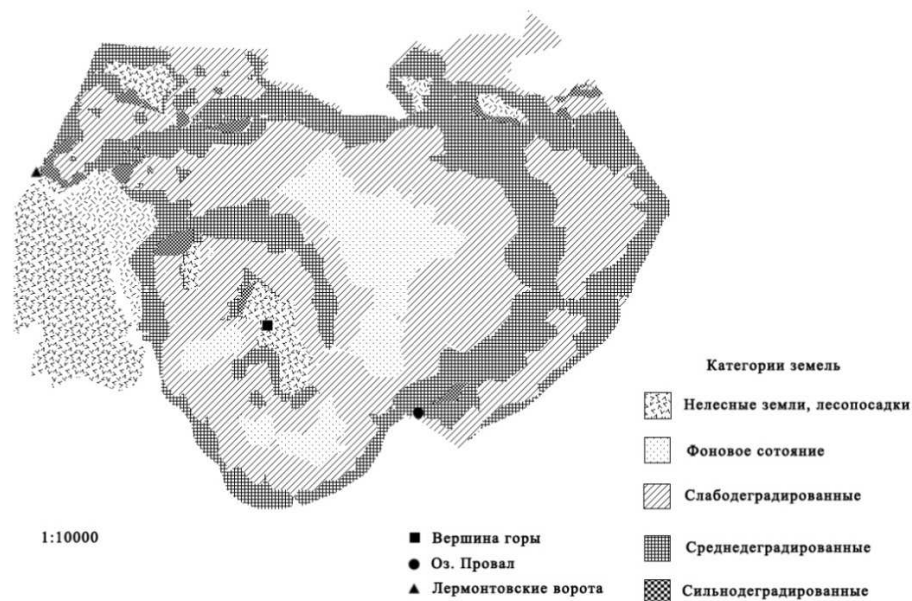 Категории земель
Нелесные земли, лесопосадки
Фоновое сотояние
Слабодеградированные
Среднедеградированные
Сильнодеградированные
1:10000
Вершина горы
Оз. Провал
Лермонтовские ворота